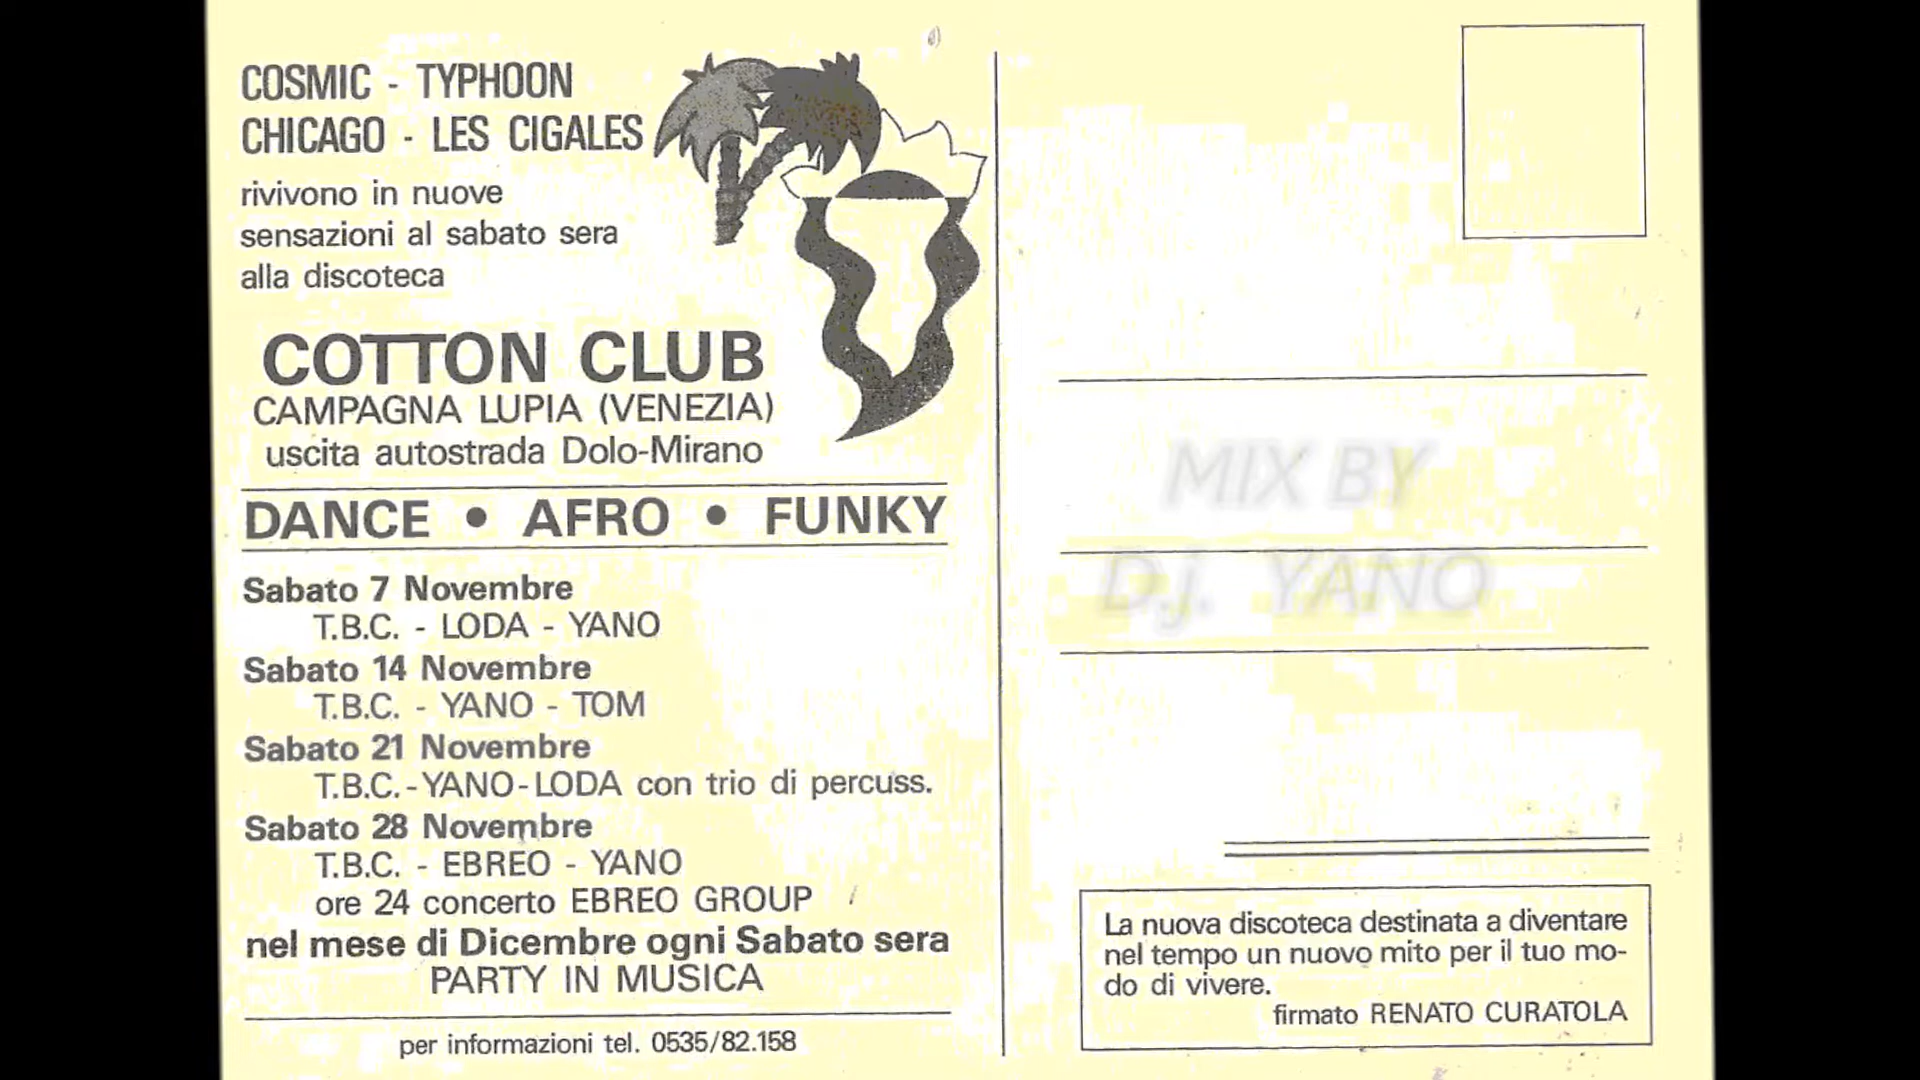 COSMIC - TYPHOON
CHICAGO - LES CIGALES
rivivono in nuove
sensazioni al sabato sera
alla discoteca
COTTON CLUB
CAMPAGNA LUPIA (VENEZIA)
uscita autostrada Dolo-Mirano
DANCE • AFRO • FUNKY
Sabato 7 Novembre
T.B.C. - LODA - YANO
Sabato 14 Novembre
T.B.C. - YANO - TOM
Sabato 21 Novembre
T.B.C.-YANO-LODA con trio di percuss.
Sabato 28 Novembre
T.B.C. - EBREO - YANO
ore 24 concerto EBREO GROUP
nel mese di Dicembre ogni Sabato sera
PARTY IN MUSICA
per informazioni tel. 0535/82.158
MIX BY
D.j. YANO
La nuova discoteca destinata a diventare
nel tempo un nuovo mito per il tuo mo-
do di vivere.
firmato RENATO CURATOLA